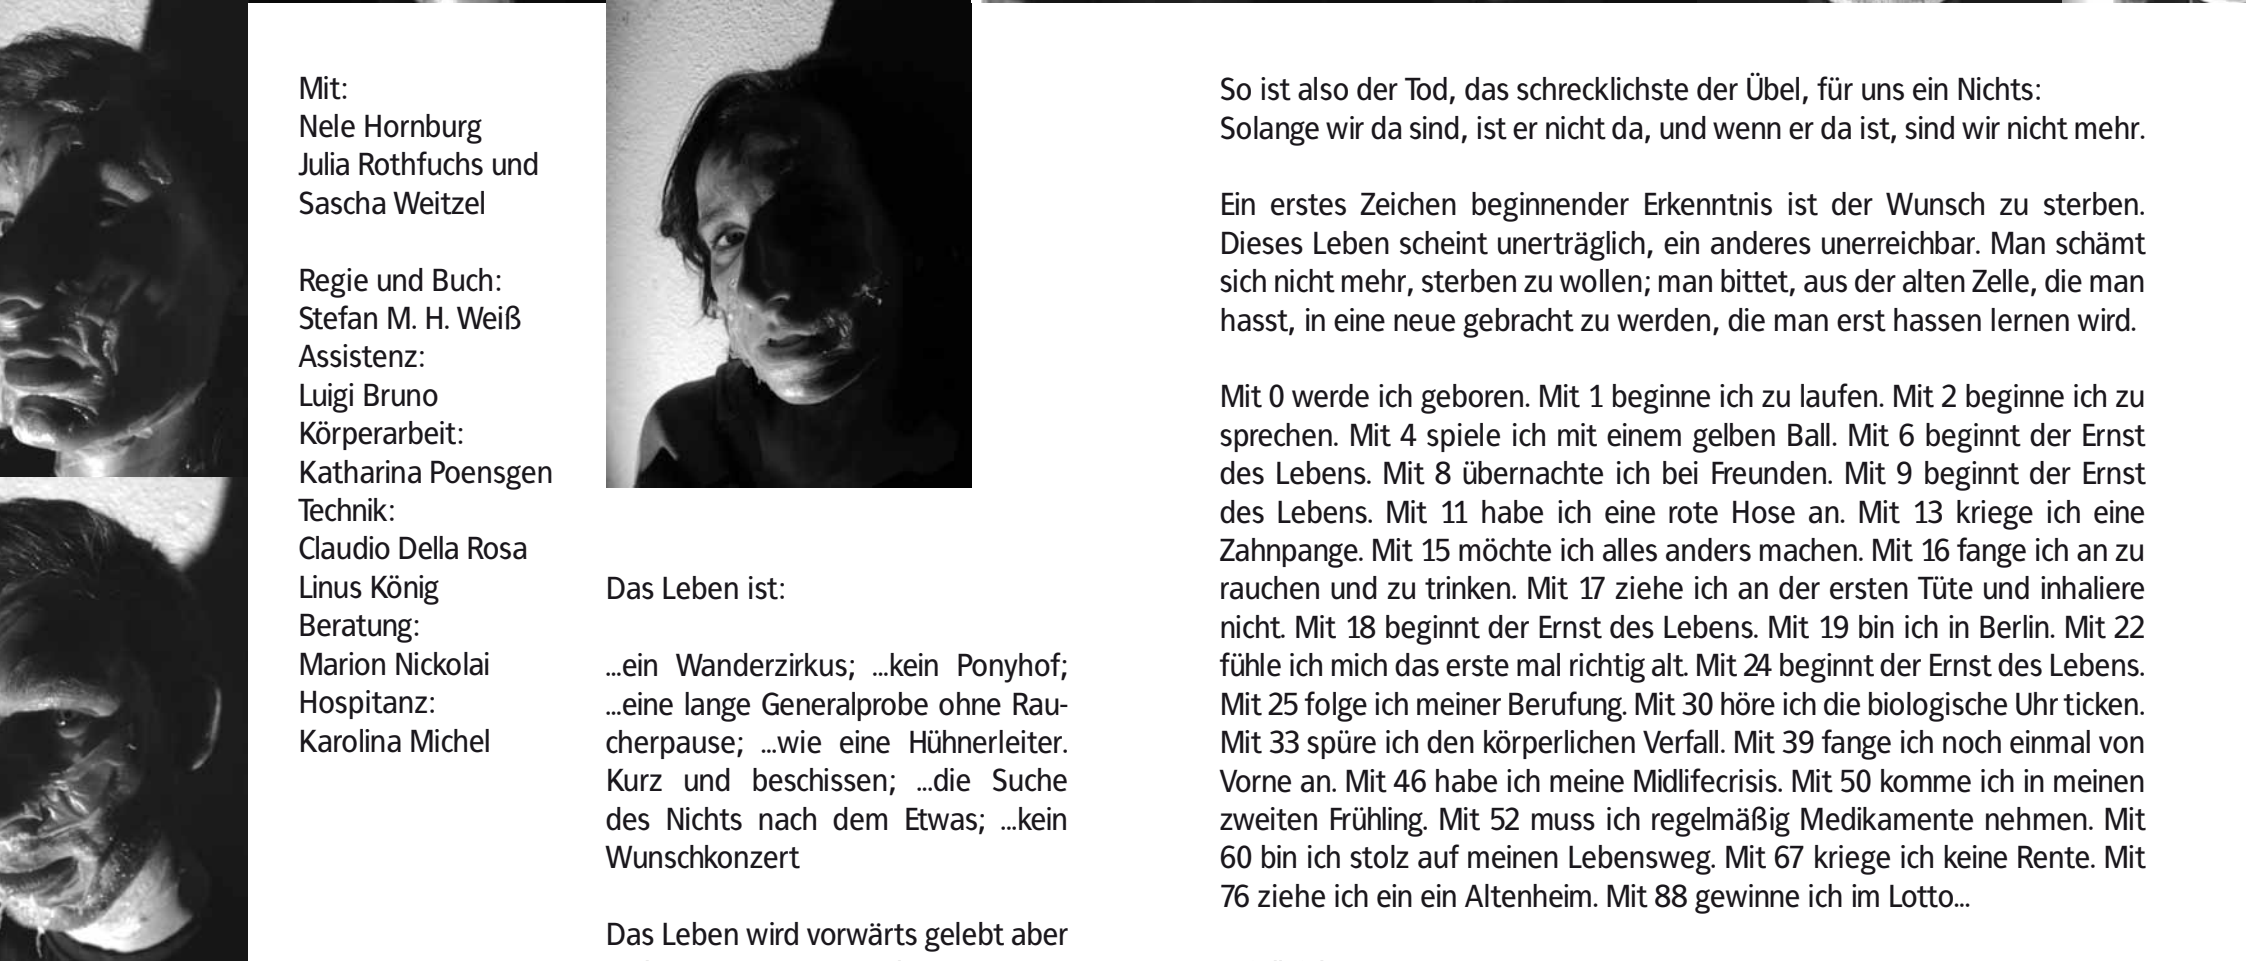 Mit:
Nele Hornburg
Julia Rothfuchs und
Sascha Weitzel
Regie und Buch:
Stefan M. H. Weiß
Assistenz:
Luigi Bruno
Körperarbeit:
Katharina Poensgen
Technik:
Claudio Della Rosa
Linus König
Beratung:
Marion Nickolai
Hospitanz:
Karolina Michel
Das Leben ist:
...ein Wanderzirkus; ...kein Ponyhof;
...eine lange Generalprobe ohne Rau-
cherpause; ...wie eine Hühnerleiter.
Kurz und beschissen; ...die Suche
des Nichts nach dem Etwas; ...kein
Wunschkonzert
Das Leben wird vorwärts gelebt aber
So ist also der Tod, das schrecklichste der Übel, für uns ein Nichts:
Solange wir da sind, ist er nicht da, und wenn er da ist, sind wir nicht mehr.
Ein erstes Zeichen beginnender Erkenntnis ist der Wunsch zu sterben.
Dieses Leben scheint unerträglich, ein anderes unerreichbar. Man schämt
sich nicht mehr, sterben zu wollen; man bittet, aus der alten Zelle, die man
hasst, in eine neue gebracht zu werden, die man erst hassen lernen wird.
Mit 0 werde ich geboren. Mit 1 beginne ich zu laufen. Mit 2 beginne ich zu
sprechen. Mit 4 spiele ich mit einem gelben Ball. Mit 6 beginnt der Ernst
des Lebens. Mit 8 übernachte ich bei Freunden. Mit 9 beginnt der Ernst
des Lebens. Mit 11 habe ich eine rote Hose an. Mit 13 kriege ich eine
Zahnpange. Mit 15 möchte ich alles anders machen. Mit 16 fange ich an zu
rauchen und zu trinken. Mit 17 ziehe ich an der ersten Tüte und inhaliere
nicht. Mit 18 beginnt der Ernst des Lebens. Mit 19 bin ich in Berlin. Mit 22
fühle ich mich das erste mal richtig alt. Mit 24 beginnt der Ernst des Lebens.
Mit 25 folge ich meiner Berufung. Mit 30 höre ich die biologische Uhr ticken.
Mit 33 spüre ich den körperlichen Verfall. Mit 39 fange ich noch einmal von
Vorne an. Mit 46 habe ich meine Midlifecrisis. Mit 50 komme ich in meinen
zweiten Frühling. Mit 52 muss ich regelmäßig Medikamente nehmen. Mit
60 bin ich stolz auf meinen Lebensweg. Mit 67 kriege ich keine Rente. Mit
76 ziehe ich ein ein Altenheim. Mit 88 gewinne ich im Lotto...